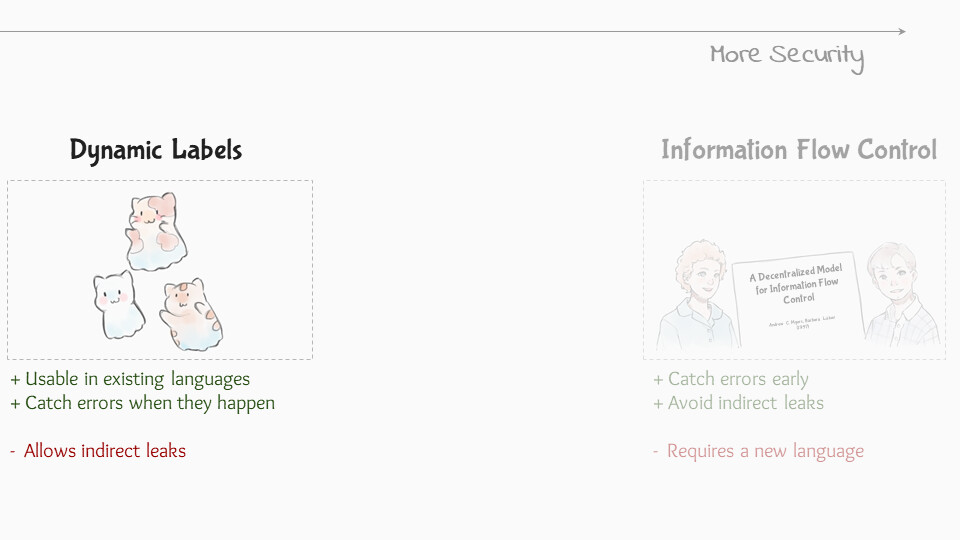 More Security
Dynamic Labels
+ Usable in existing languages
+ Catch errors when they happen
- Allows indirect leaks
Information Flow Control
A Decentralized Model
for Information Flow
Control
Andrew C. Myers, Barbara Liskov
+ Catch errors early
+ Avoid indirect leaks
- Requires a new language